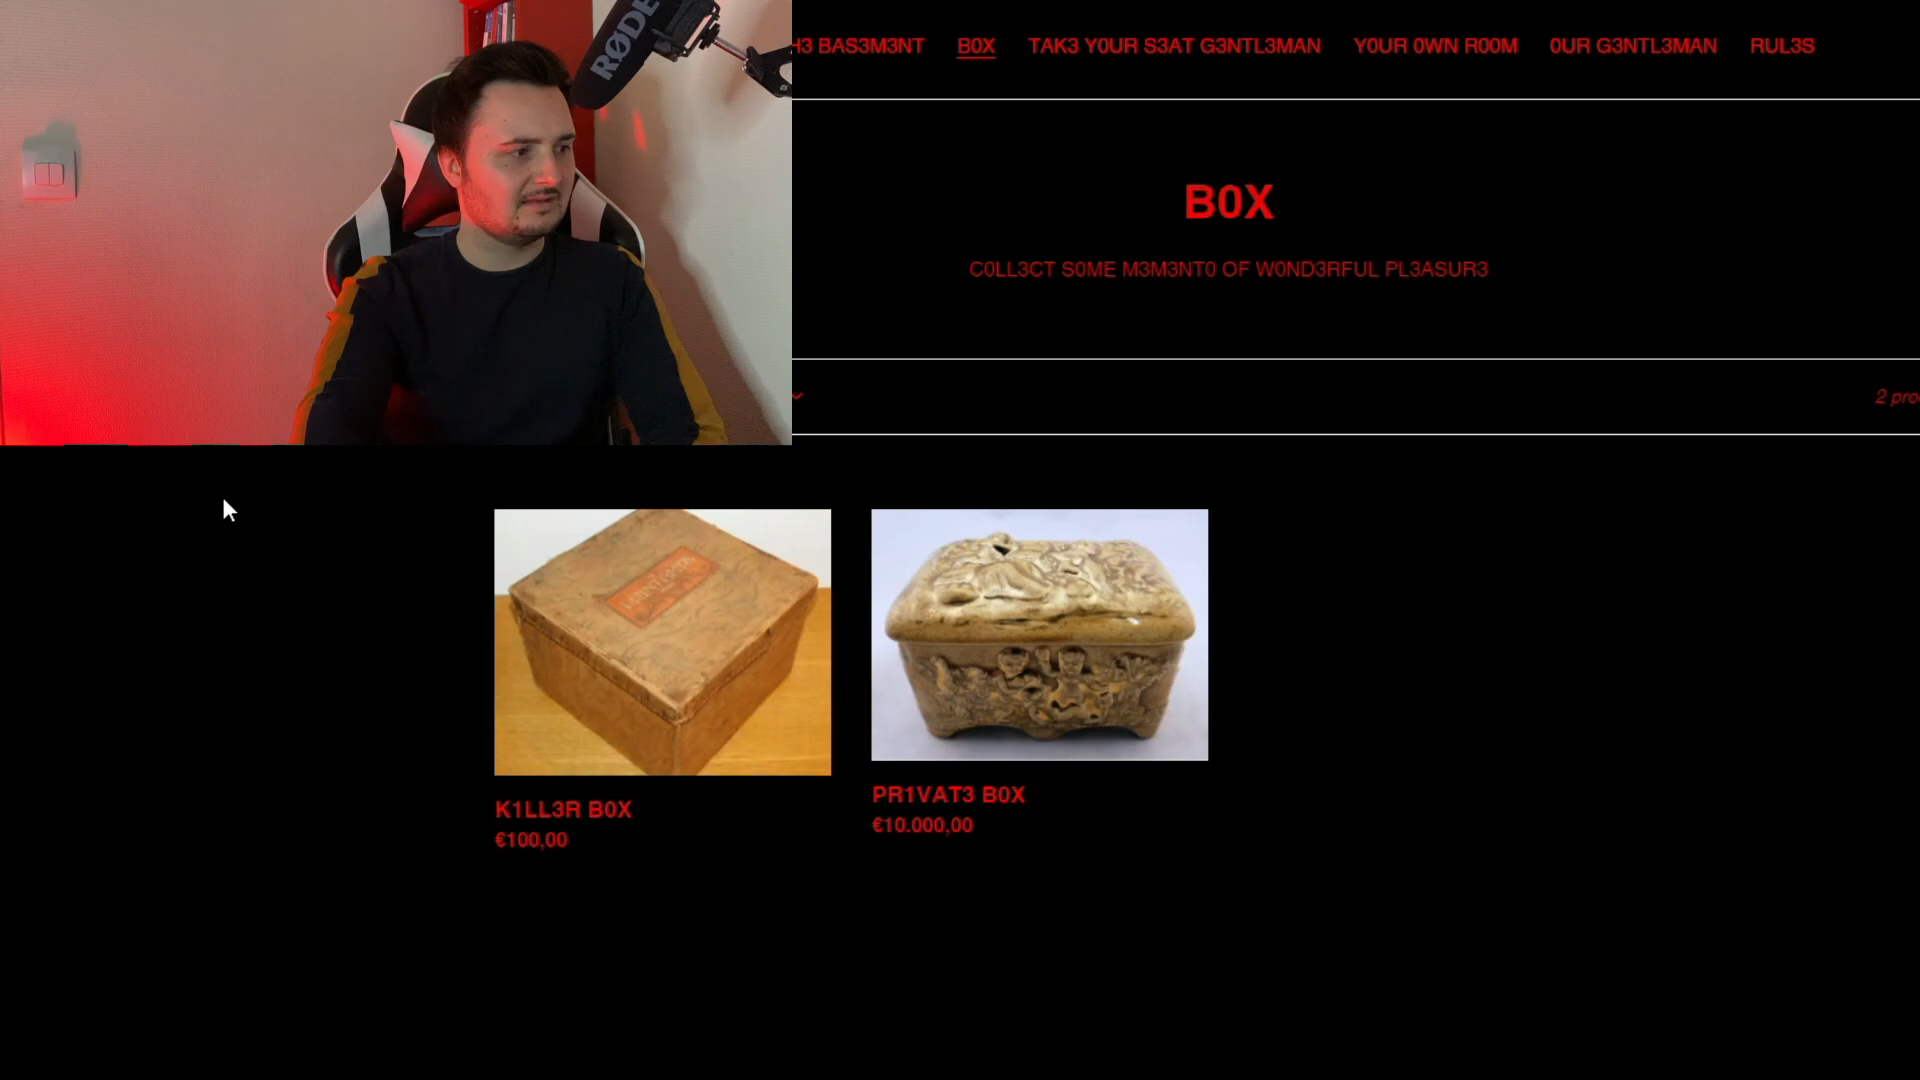 RØDE
H3 BAS3M3NT B0X TAK3 Y0UR S3AT G3NTL3MAN Y0UR 0WN R00M 0UR G3NTL3MAN RUL3S
B0X
C0LL3CT S0ME M3M3NT0 OF W0ND3RFUL PL3ASUR3
2 pro
K1LL3R B0X
€100,00
PR1VAT3 B0X
€10.000,00